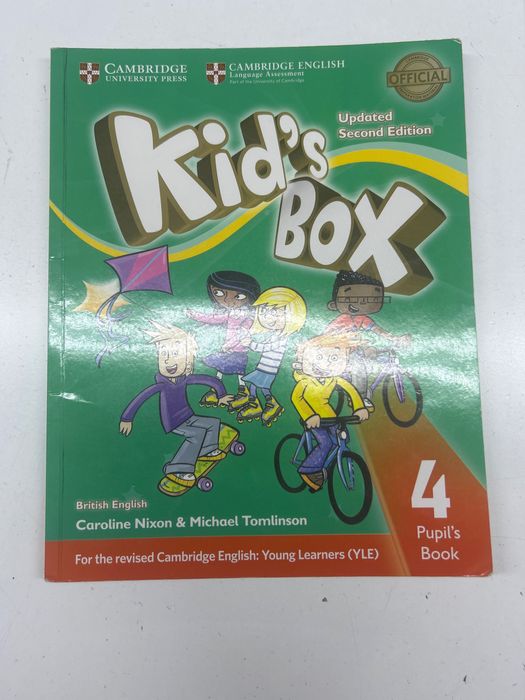 CAMBRIDGE
UNIVERSITY PRESS
CAMBRIDGE ENGLISH
Language Assessment
Part of the University of Cambridge
OFFICIAL
Updated
Second Edition
Kid's
Box
British English
Caroline Nixon & Michael Tomlinson
4
Pupil's
Book
For the revised Cambridge English: Young Learners (YLE)